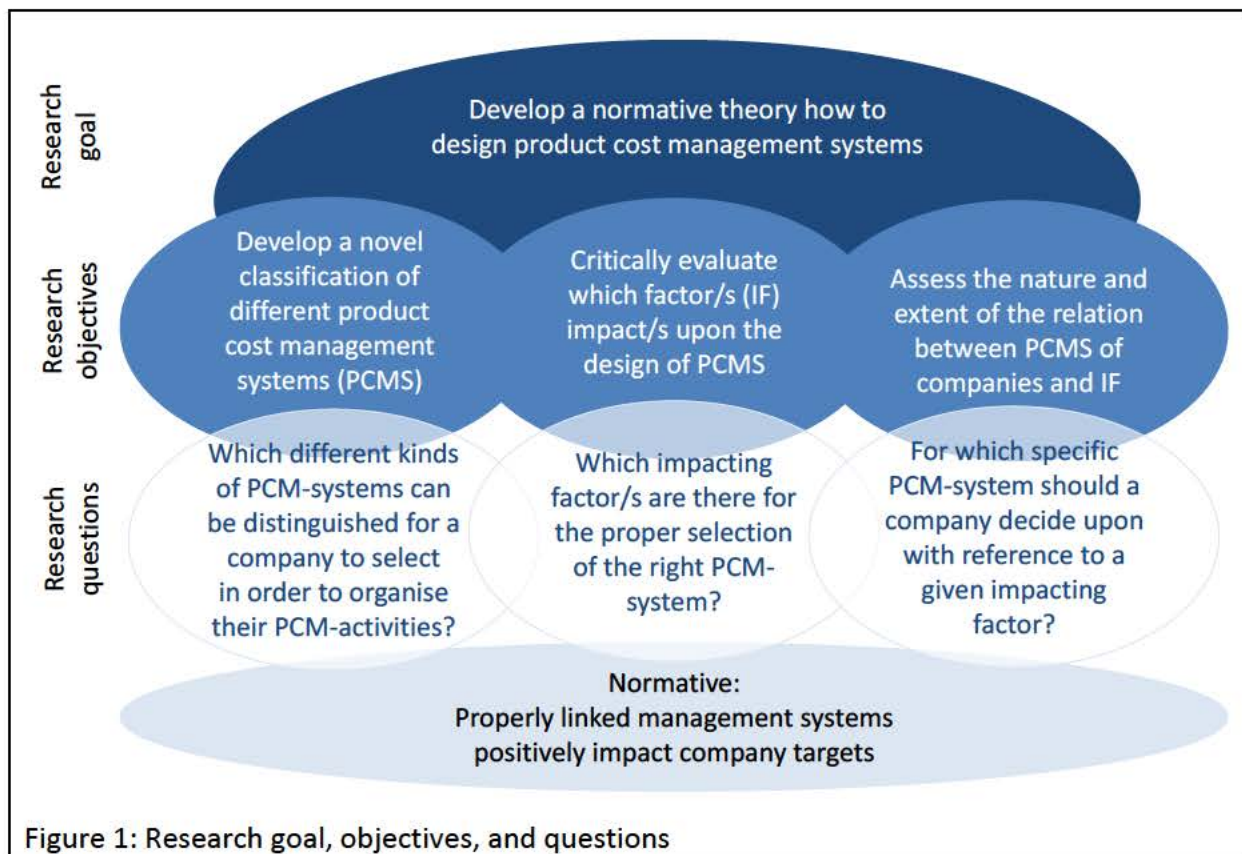 Research
goal
Develop a normative theory how to
design product cost management systems
Research
objectives
Develop a novel
classification of
different product
cost management
systems (PCMS)
Critically evaluate
which factor/s (IF)
impact/s upon the
design of PCMS
Assess the nature and
extent of the relation
between PCMS of
companies and IF
Research
questions
Which different kinds
of PCM-systems can
be distinguished for a
company to select
in order to organise
their PCM-activities?
Which impacting
factor/s are there for
the proper selection
of the right PCM-
system?
For which specific
PCM-system should a
company decide upon
with reference to a
given impacting
factor?
Normative:
Properly linked management systems
positively impact company targets
Figure 1: Research goal, objectives, and questions